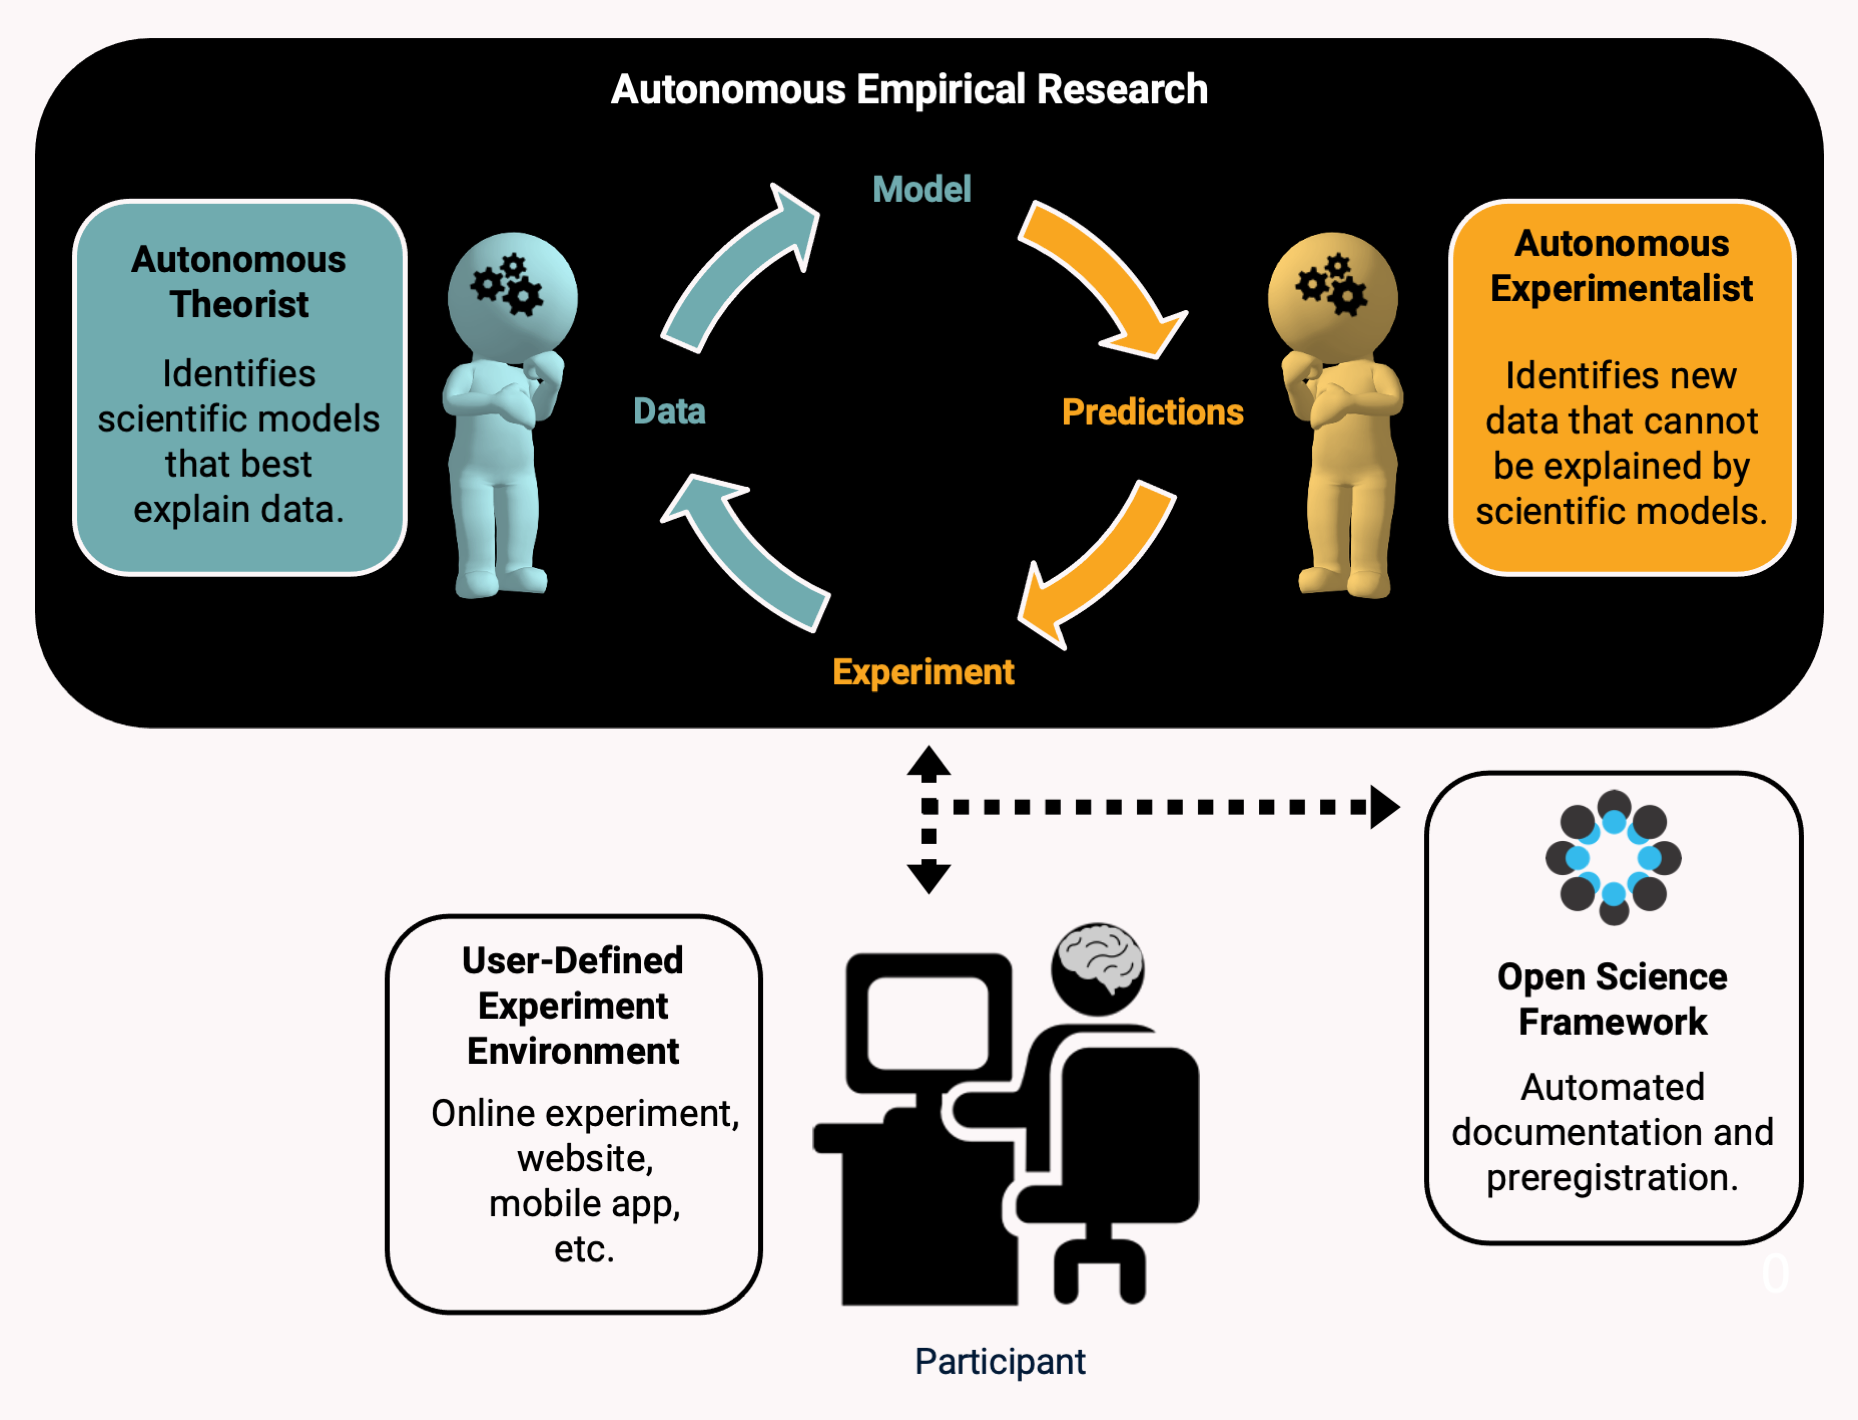 Autonomous Empirical Research
Autonomous
Theorist
Identifies
scientific models
that best
explain data.
Model
Data
Predictions
Experiment
Autonomous
Experimentalist
Identifies new
data that cannot
be explained by
scientific models.
User-Defined
Experiment
Environment
Online experiment,
website,
mobile app,
etc.
Participant
Open Science
Framework
Automated
documentation and
preregistration.
0